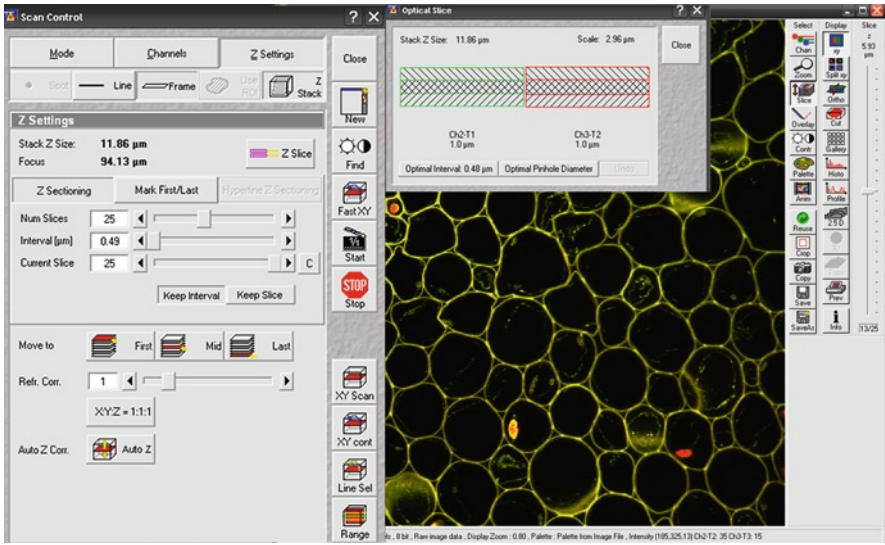 Scan Control
? X
Mode Channels Z Settings
Spot Line Frame Use ROI Z Stack
Z Settings
Stack Z Size: 11.86 µm
Focus 94.13 µm
Z Slice
Z Sectioning Mark First/Last Hyperfine Z Sectioning
Num Slices 25
Interval [µm] 0.49
Current Slice 25 C
Keep Interval Keep Slice
Move to First Mid Last
Refr. Corr. 1
X:Y:Z = 1:1:1
Auto Z Corr. Auto Z
Close
New
Find
Fast XY
1/1
Start
STOP
Stop
XY Scan
XY cont
Line Sel
Range
Optical Slice
? X
Stack Z Size: 11.86 µm Scale: 2.96 µm
Close
Ch2-T1 Ch3-T2
1.0 µm 1.0 µm
Optimal Interval: 0.48 µm Optimal Pinhole Diameter Undo
Select Display Slice
Chan xy z
5.93
µm
Zoom Split xy
Slice Ortho
Overlay Cut
Contr Gallery
Palette Histo
Anim Profile
Reuse 2.5 D
Crop
Copy
Save Prev
SaveAs Info 13/25
, 8 bit , Raw image data , Display Zoom : 0.80 , Palette : Palette from Image File , Intensity (185,325,13) Ch2-T2: 35 Ch3-T3: 15